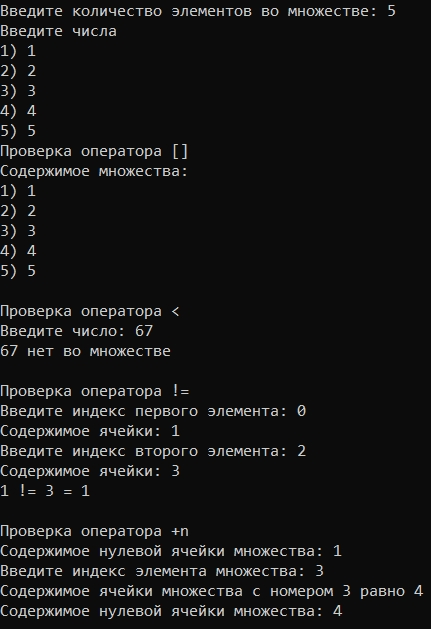 Введите количество элементов во множестве: 5
Введите числа
1) 1
2) 2
3) 3
4) 4
5) 5
Проверка оператора []
Содержимое множества:
1) 1
2) 2
3) 3
4) 4
5) 5
Проверка оператора <
Введите число: 67
67 нет во множестве
Проверка оператора !=
Введите индекс первого элемента: 0
Содержимое ячейки: 1
Введите индекс второго элемента: 2
Содержимое ячейки: 3
1 != 3 = 1
Проверка оператора +n
Содержимое нулевой ячейки множества: 1
Введите индекс элемента множества: 3
Содержимое ячейки множества с номером 3 равно 4
Содержимое нулевой ячейки множества: 4